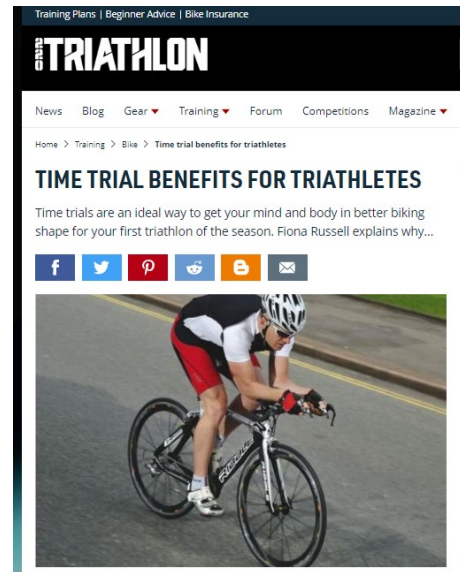 Training Plans | Beginner Advice | Bike Insurance
220 TRIATHLON
News Blog Gear Training Forum Competitions Magazine
Home > Training > Bike > Time trial benefits for triathletes
TIME TRIAL BENEFITS FOR TRIATHLETES
Time trials are an ideal way to get your mind and body in better biking
shape for your first triathlon of the season. Fiona Russell explains why...